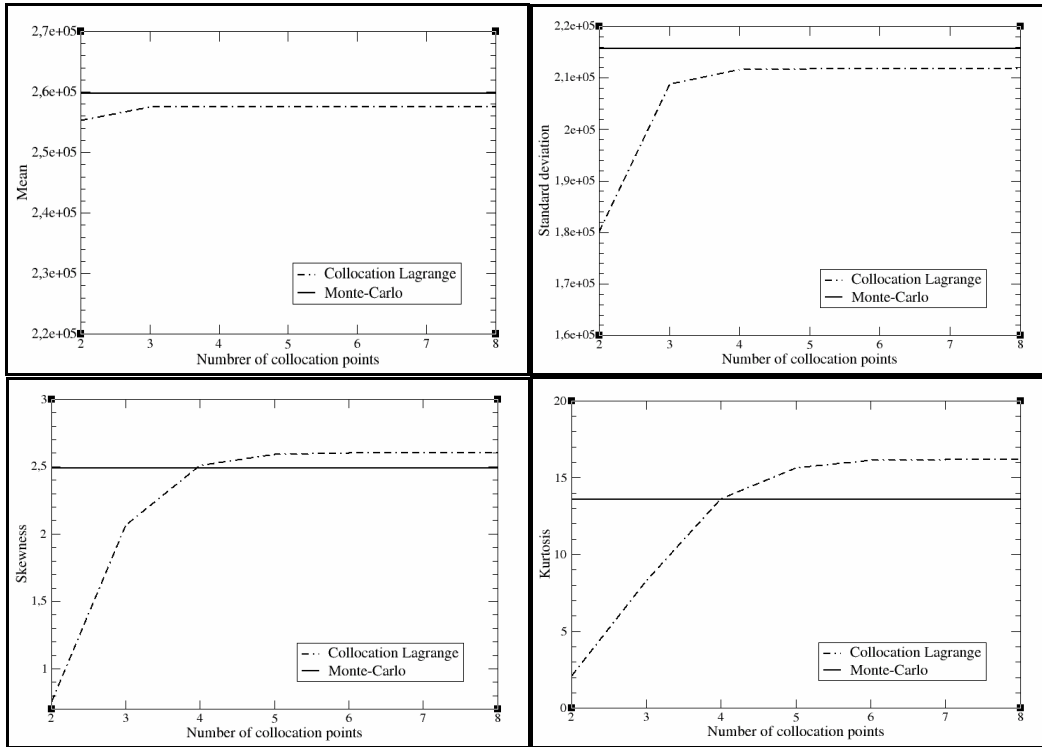 2,7e+05
2,6e+05
2,5e+05
2,4e+05
2,3e+05
2,2e+05
Mean
Collocation Lagrange
Monte-Carlo
2 3 4 5 6 7 8
Numbrer of collocation points
2,2e+05
2,1e+05
2e+05
1,9e+05
1,8e+05
1,7e+05
1,6e+05
Standard deviation
Collocation Lagrange
Monte-Carlo
2 3 4 5 6 7 8
Number of collocation points
3
2,5
2
1,5
1
Skewness
Collocation Lagrange
Monte-Carlo
2 3 4 5 6 7 8
Number of collocation points
20
15
10
5
0
Kurtosis
Collocation Lagrange
Monte-Carlo
2 3 4 5 6 7 8
Number of collocation points